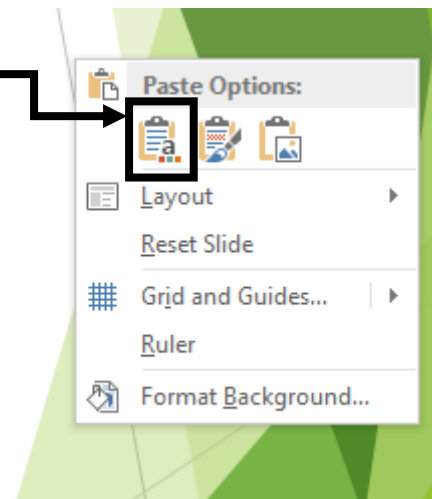 Paste Options:
a
Layout
Reset Slide
Grid and Guides...
Ruler
Format Background...